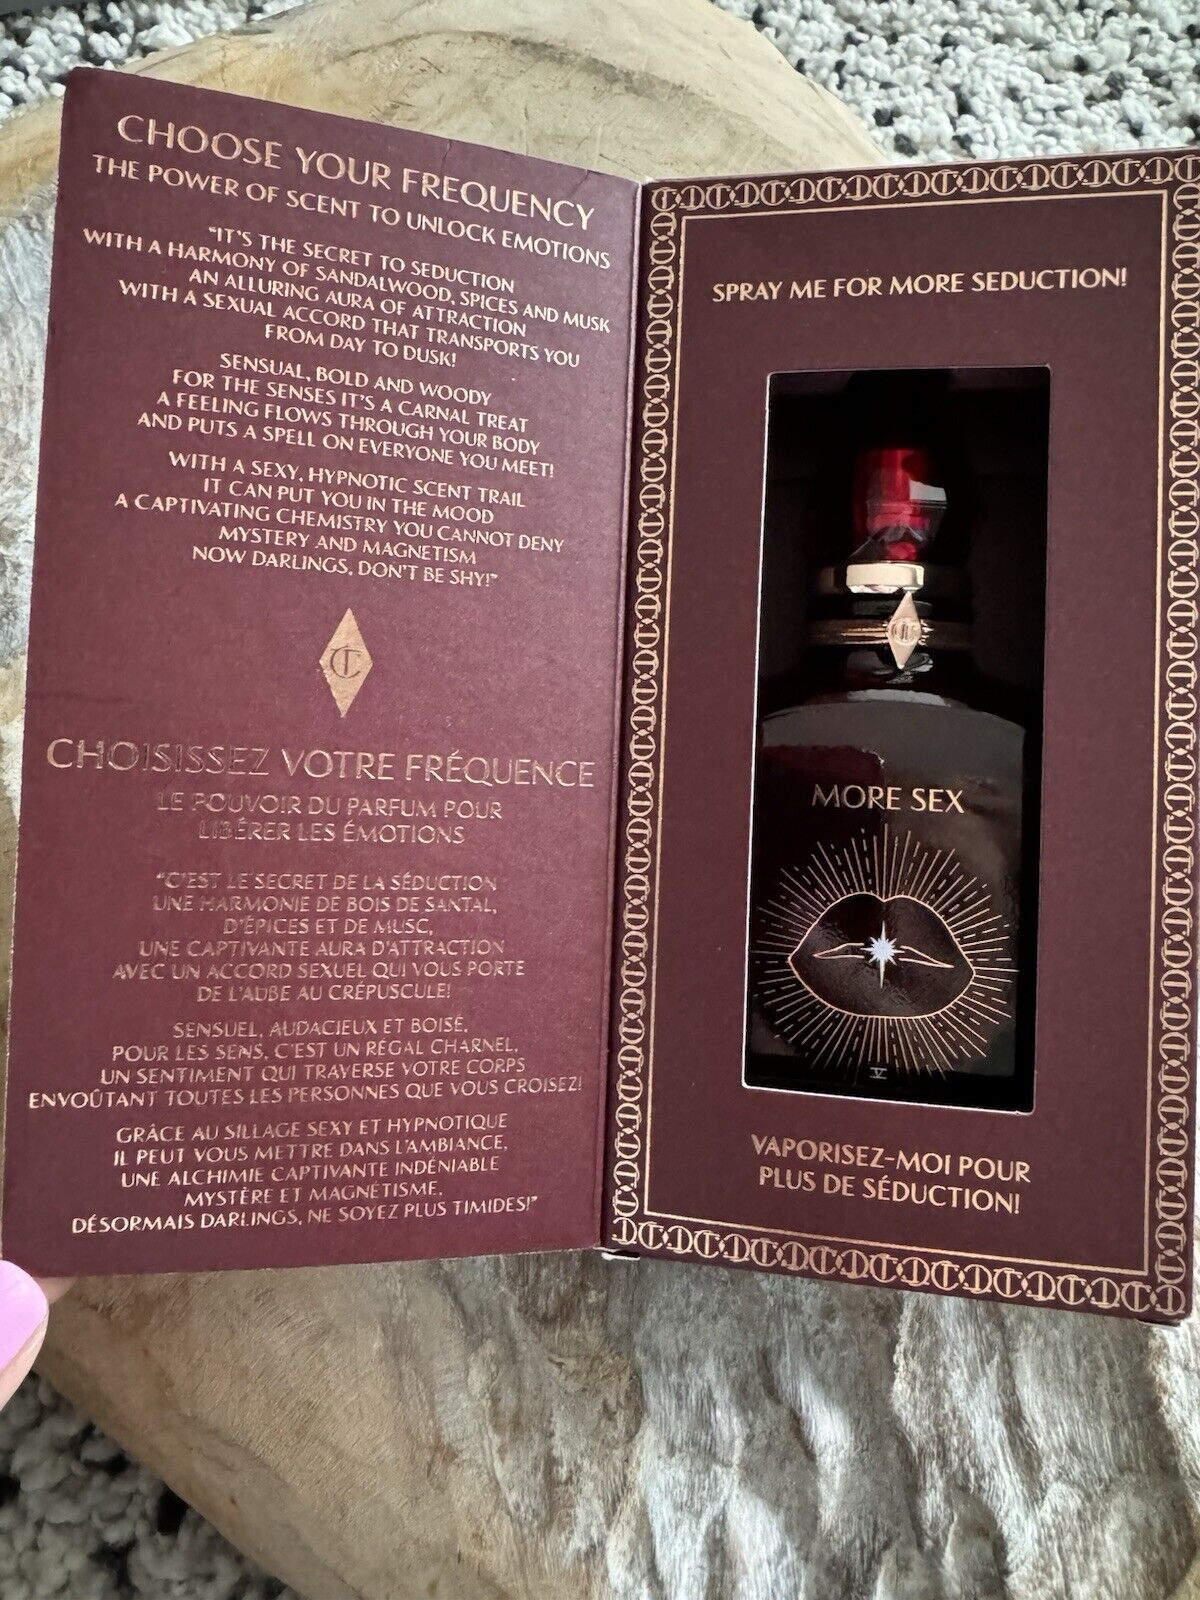 CHOOSE YOUR FREQUENCY
THE POWER OF SCENT TO UNLOCK EMOTIONS
"IT'S THE SECRET TO SEDUCTION
WITH A HARMONY OF SANDALWOOD, SPICES AND MUSK
AN ALLURING AURA OF ATTRACTION
WITH A SEXUAL ACCORD THAT TRANSPORTS YOU
FROM DAY TO DUSK!
SENSUAL, BOLD AND WOODY
FOR THE SENSES IT'S A CARNAL TREAT
A FEELING FLOWS THROUGH YOUR BODY
AND PUTS A SPELL ON EVERYONE YOU MEET!
WITH A SEXY, HYPNOTIC SCENT TRAIL
IT CAN PUT YOU IN THE MOOD
A CAPTIVATING CHEMISTRY YOU CANNOT DENY
MYSTERY AND MAGNETISM
NOW DARLINGS, DON'T BE SHY!"
CT
CHOISISSEZ VOTRE FRÉQUENCE
LE POUVOIR DU PARFUM POUR
LIBÉRER LES ÉMOTIONS
"C'EST LE SECRET DE LA SÉDUCTION
UNE HARMONIE DE BOIS DE SANTAL,
D'ÉPICES ET DE MUSC,
UNE CAPTIVANTE AURA D'ATTRACTION
AVEC UN ACCORD SEXUEL QUI VOUS PORTE
DE L'AUBE AU CRÉPUSCULE!
SENSUEL, AUDACIEUX ET BOISÉ,
POUR LES SENS, C'EST UN RÉGAL CHARNEL,
UN SENTIMENT QUI TRAVERSE VOTRE CORPS
ENVOÛTANT TOUTES LES PERSONNES QUE VOUS CROISEZ!
GRÂCE AU SILLAGE SEXY ET HYPNOTIQUE
IL PEUT VOUS METTRE DANS L'AMBIANCE,
UNE ALCHIMIE CAPTIVANTE INDÉNIABLE
MYSTÈRE ET MAGNÉTISME,
DÉSORMAIS DARLINGS, NE SOYEZ PLUS TIMIDES!"
SPRAY ME FOR MORE SEDUCTION!
CT
MORE SEX
V
VAPORISEZ-MOI POUR
PLUS DE SÉDUCTION!